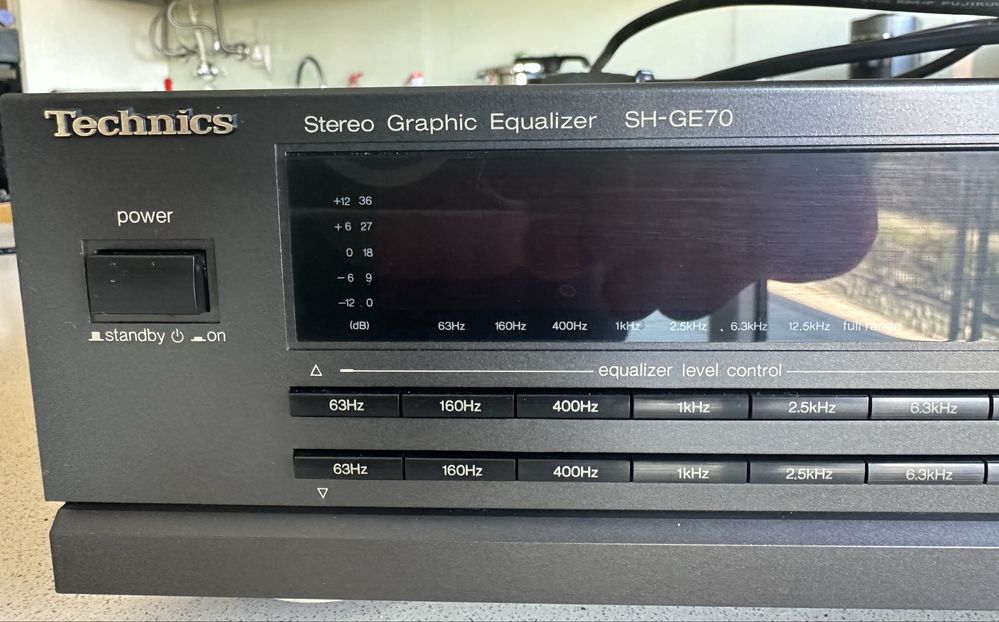 Technics
Stereo Graphic Equalizer SH-GE70
power
standby on
+12 36
+6 27
0 18
−6 9
−12 0
(dB) 63Hz 160Hz 400Hz 1kHz 2.5kHz 6.3kHz 12.5kHz full range
equalizer level control
63Hz 160Hz 400Hz 1kHz 2.5kHz 6.3kHz
63Hz 160Hz 400Hz 1kHz 2.5kHz 6.3kHz